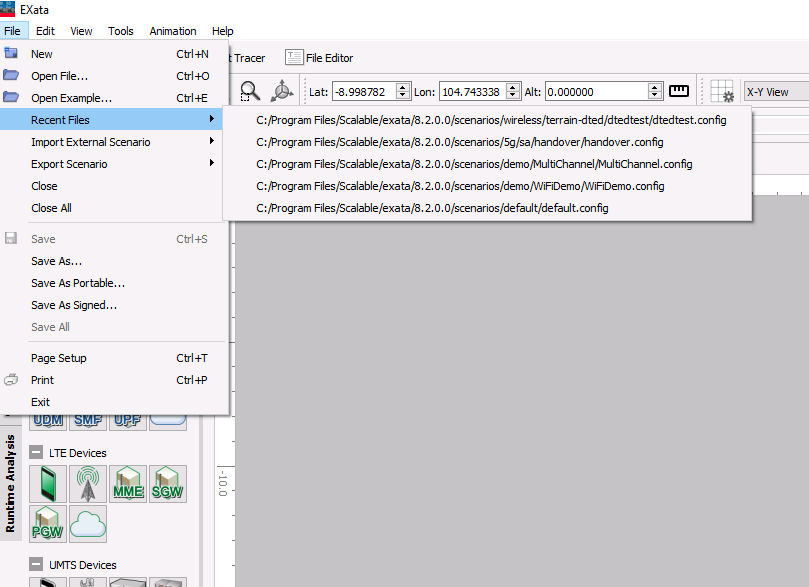 EXata
File Edit View Tools Animation Help
New Ctrl+N
Open File... Ctrl+O
Open Example... Ctrl+E
Recent Files
Import External Scenario
Export Scenario
Close
Close All
Save Ctrl+S
Save As...
Save As Portable...
Save As Signed...
Save All
Page Setup Ctrl+T
Print Ctrl+P
Exit
t Tracer File Editor
Lat: -8.998782 Lon: 104.743338 Alt: 0.000000 X-Y View
C:/Program Files/Scalable/exata/8.2.0.0/scenarios/wireless/terrain-dted/dtedtest/dtedtest.config
C:/Program Files/Scalable/exata/8.2.0.0/scenarios/5g/sa/handover/handover.config
C:/Program Files/Scalable/exata/8.2.0.0/scenarios/demo/MultiChannel/MultiChannel.config
C:/Program Files/Scalable/exata/8.2.0.0/scenarios/demo/WiFiDemo/WiFiDemo.config
C:/Program Files/Scalable/exata/8.2.0.0/scenarios/default/default.config
UDM SMF UPF
Runtime Analysis
LTE Devices
MME SGW
PGW
UMTS Devices
-10.0